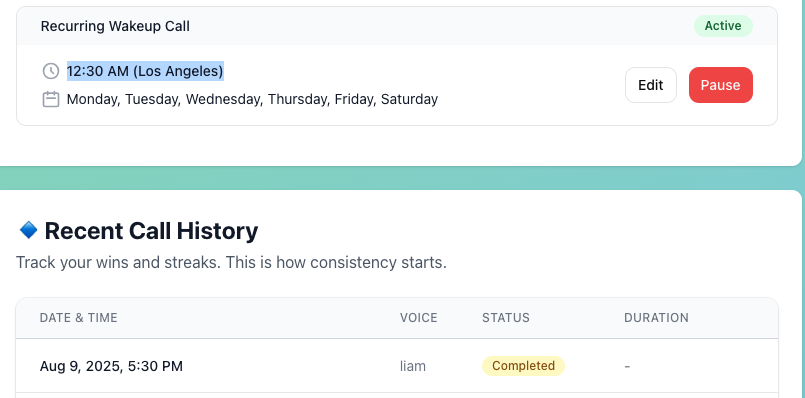 Recurring Wakeup Call
Active
12:30 AM (Los Angeles)
Monday, Tuesday, Wednesday, Thursday, Friday, Saturday
Edit
Pause
Recent Call History
Track your wins and streaks. This is how consistency starts.
DATE & TIME VOICE STATUS DURATION
Aug 9, 2025, 5:30 PM liam Completed -